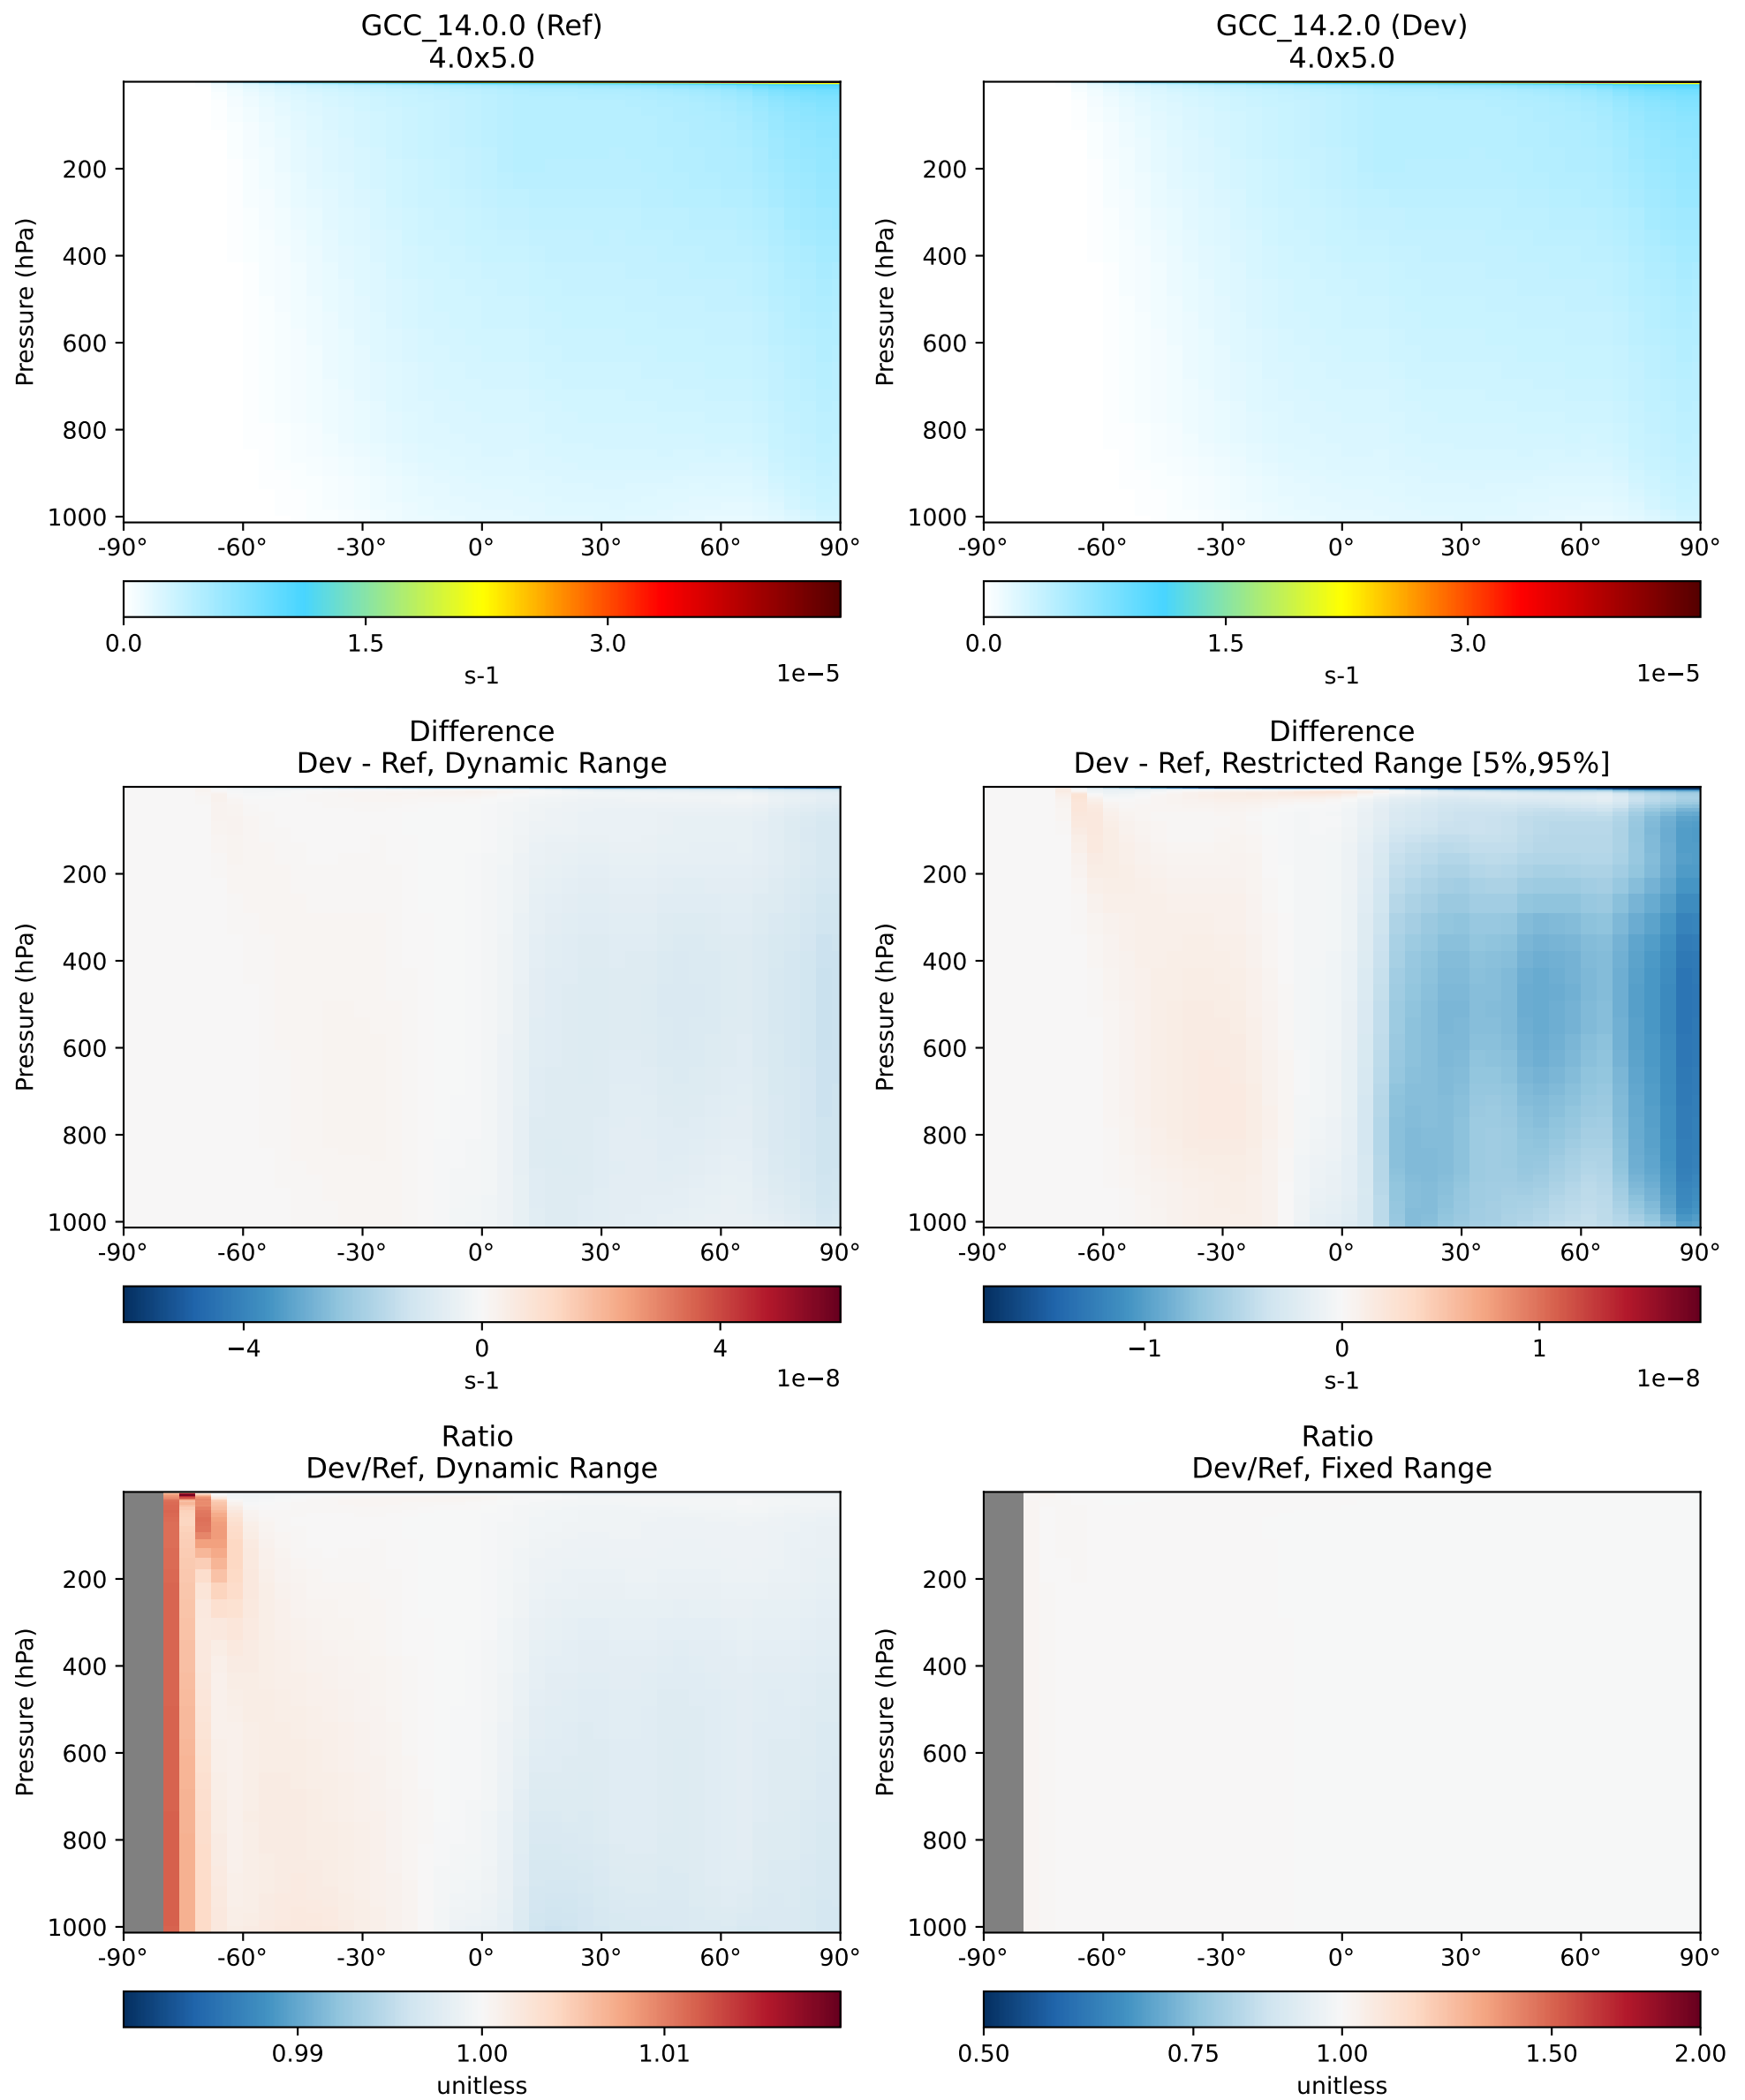 GCC_14.0.0 (Ref)
4.0x5.0
Pressure (hPa)
200
400
600
800
1000
-90° -60° -30° 0° 30° 60° 90°
0.0 1.5 3.0
s-1 1e−5
GCC_14.2.0 (Dev)
4.0x5.0
Pressure (hPa)
200
400
600
800
1000
-90° -60° -30° 0° 30° 60° 90°
0.0 1.5 3.0
s-1 1e−5
Difference
Dev - Ref, Dynamic Range
Pressure (hPa)
200
400
600
800
1000
-90° -60° -30° 0° 30° 60° 90°
−4 0 4
s-1 1e−8
Difference
Dev - Ref, Restricted Range [5%,95%]
Pressure (hPa)
200
400
600
800
1000
-90° -60° -30° 0° 30° 60° 90°
−1 0 1
s-1 1e−8
Ratio
Dev/Ref, Dynamic Range
Pressure (hPa)
200
400
600
800
1000
-90° -60° -30° 0° 30° 60° 90°
0.99 1.00 1.01
unitless
Ratio
Dev/Ref, Fixed Range
Pressure (hPa)
200
400
600
800
1000
-90° -60° -30° 0° 30° 60° 90°
0.50 0.75 1.00 1.50 2.00
unitless